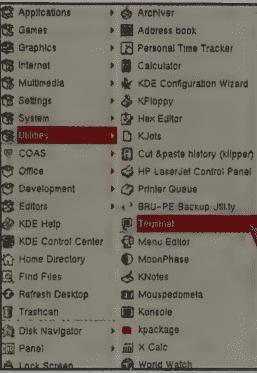 Applications
Games
Graphics
Internet
Multimedia
Settings
System
Utilities
COAS
Office
Development
Editors
KDE Help
KDE Control Center
Home Directory
Find Files
Refresh Desktop
Trashcan
Disk Navigator
Panel
Lock Screen
Archiver
Address book
Personal Time Tracker
Calculator
KDE Configuration Wizard
KFloppy
Hex Editor
KJots
Cut &paste history (klipper)
HP LaserJet Control Panel
Printer Queue
BRU-PE Backup Utility
Terminal
Menu Editor
MoonPhase
KNotes
Mouspedometa
Konsole
kpackage
X Calc
World Watch